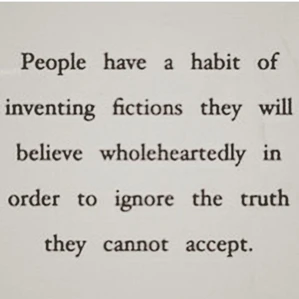 People have a habit of
inventing fictions they will
believe wholeheartedly in
order to ignore the truth
they cannot accept.